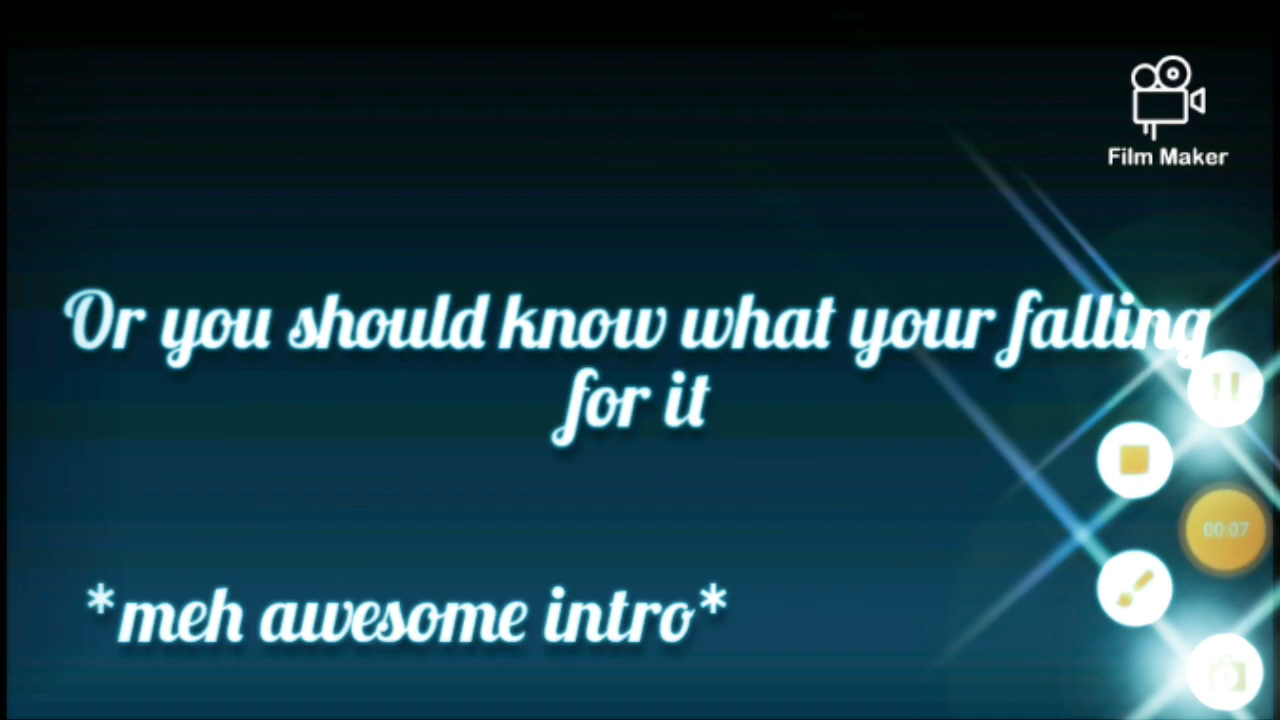 Film Maker
Or you should know what your falling
for it
00:07
*meh awesome intro*